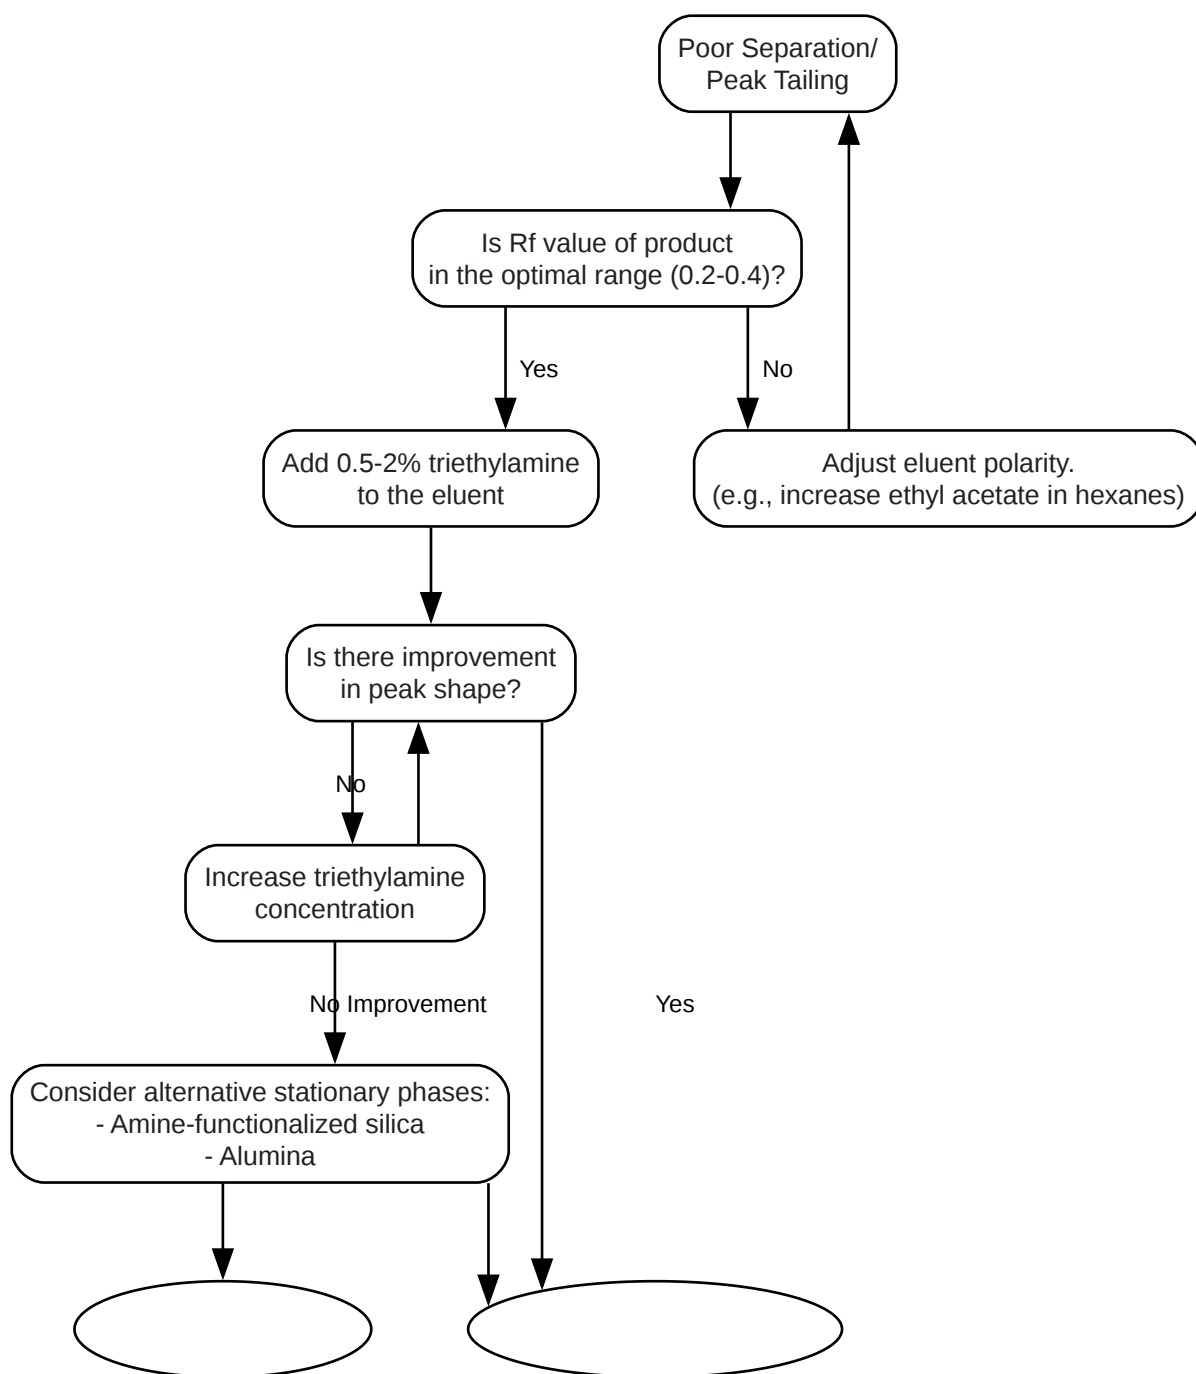 Poor Separation/
Peak Tailing
Is Rf value of product
in the optimal range (0.2-0.4)?
Yes
No
Add 0.5-2% triethylamine
to the eluent
Adjust eluent polarity.
(e.g., increase ethyl acetate in hexanes)
Is there improvement
in peak shape?
No
Increase triethylamine
concentration
No Improvement
Yes
Consider alternative stationary phases:
- Amine-functionalized silica
- Alumina